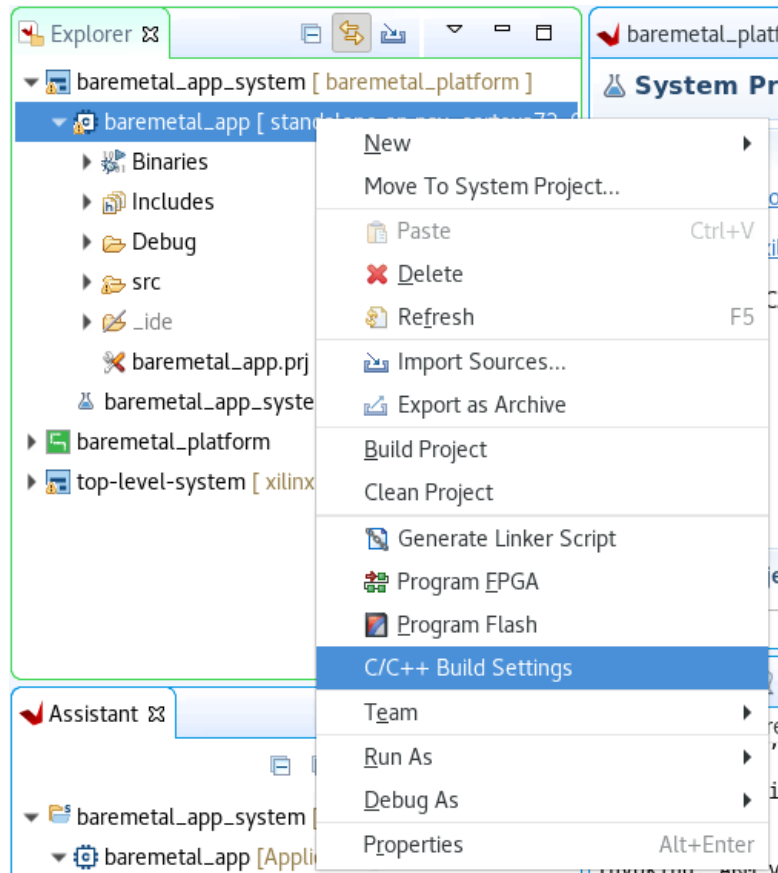 Explorer
baremetal_app_system [ baremetal_platform ]
baremetal_app [
Binaries
Includes
Debug
src
_ide
baremetal_app.prj
baremetal_app_syste
baremetal_platform
top-level-system [ xilinx
New
Move To System Project...
Paste Ctrl+V
Delete
Refresh F5
Import Sources...
Export as Archive
Build Project
Clean Project
Generate Linker Script
Program FPGA
Program Flash
C/C++ Build Settings
Team
Run As
Debug As
Properties Alt+Enter
baremetal_platf
System Pr
Assistant
baremetal_app_system [
baremetal_app [Appli